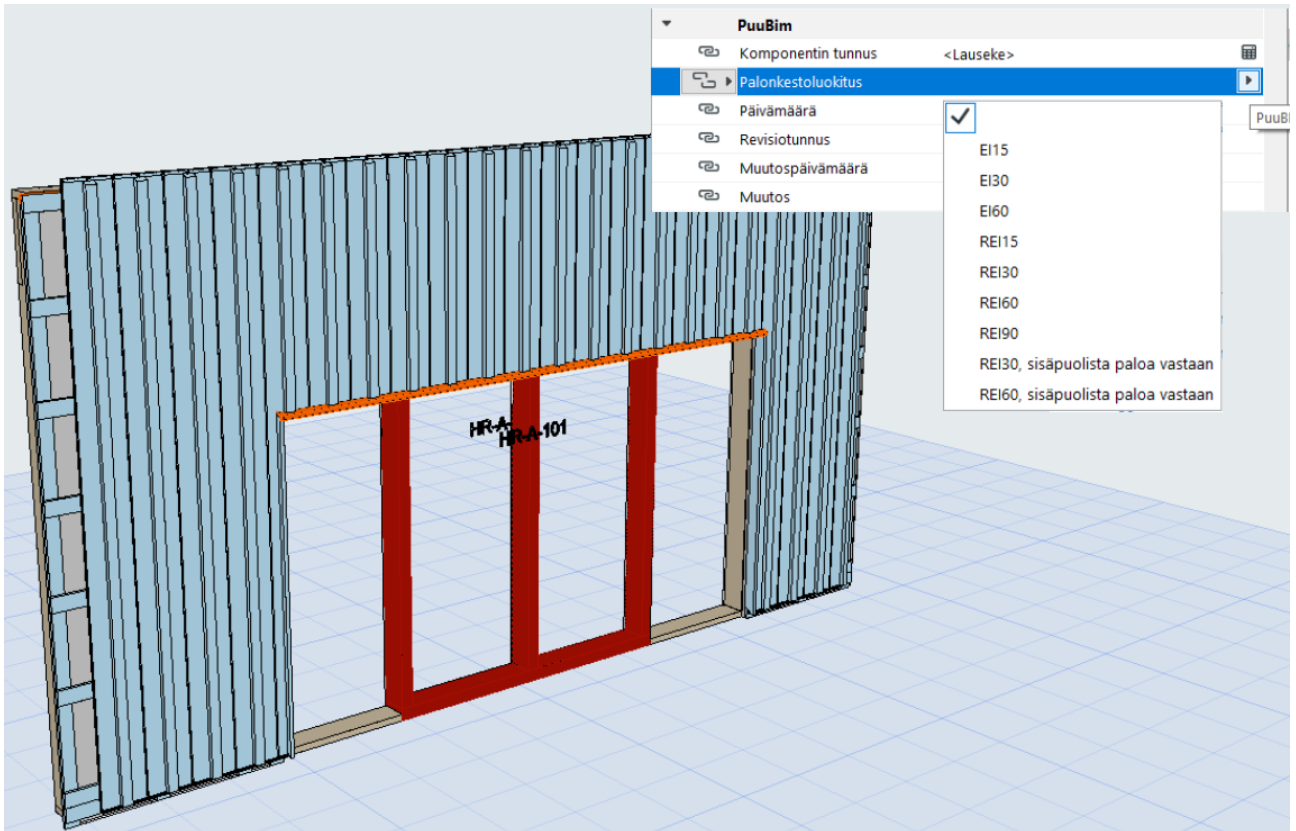 PuuBim
Komponentin tunnus <Lauseke>
Palonkestoluokitus
Päivämäärä
Revisiotunnus
Muutospäivämäärä
Muutos
EI15
EI30
EI60
REI15
REI30
REI60
REI90
REI30, sisäpuolista paloa vastaan
REI60, sisäpuolista paloa vastaan
HR-A-
HR-A-101